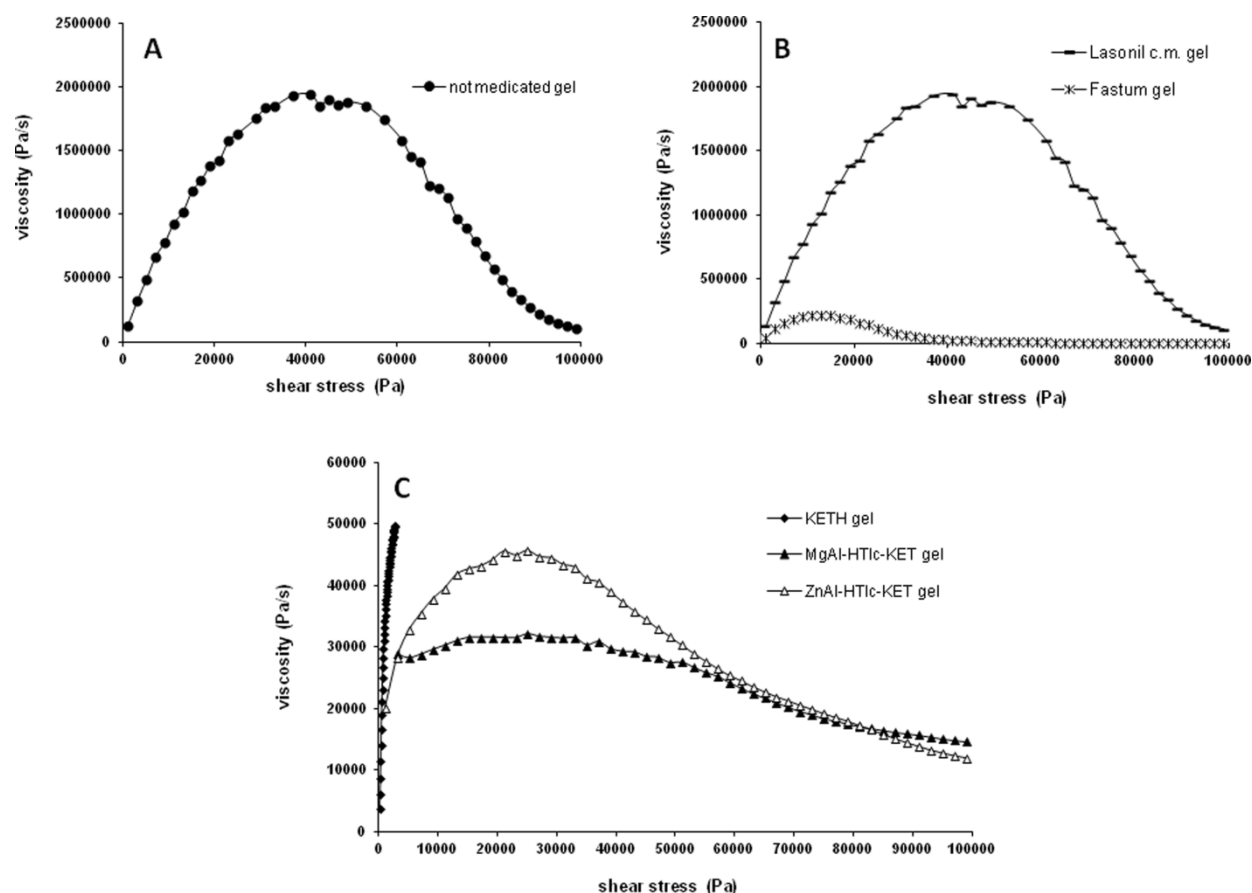 A
not medicated gel
viscosity (Pa/s)
2500000
2000000
1500000
1000000
500000
0
0 20000 40000 60000 80000 100000
shear stress (Pa)
B
Lasonil c.m. gel
Fastum gel
viscosity (Pa/s)
2500000
2000000
1500000
1000000
500000
0
0 20000 40000 60000 80000 100000
shear stress (Pa)
C
KETH gel
MgAl-HTlc-KET gel
ZnAl-HTlc-KET gel
viscosity (Pa/s)
60000
50000
40000
30000
20000
10000
0
0 10000 20000 30000 40000 50000 60000 70000 80000 90000 100000
shear stress (Pa)